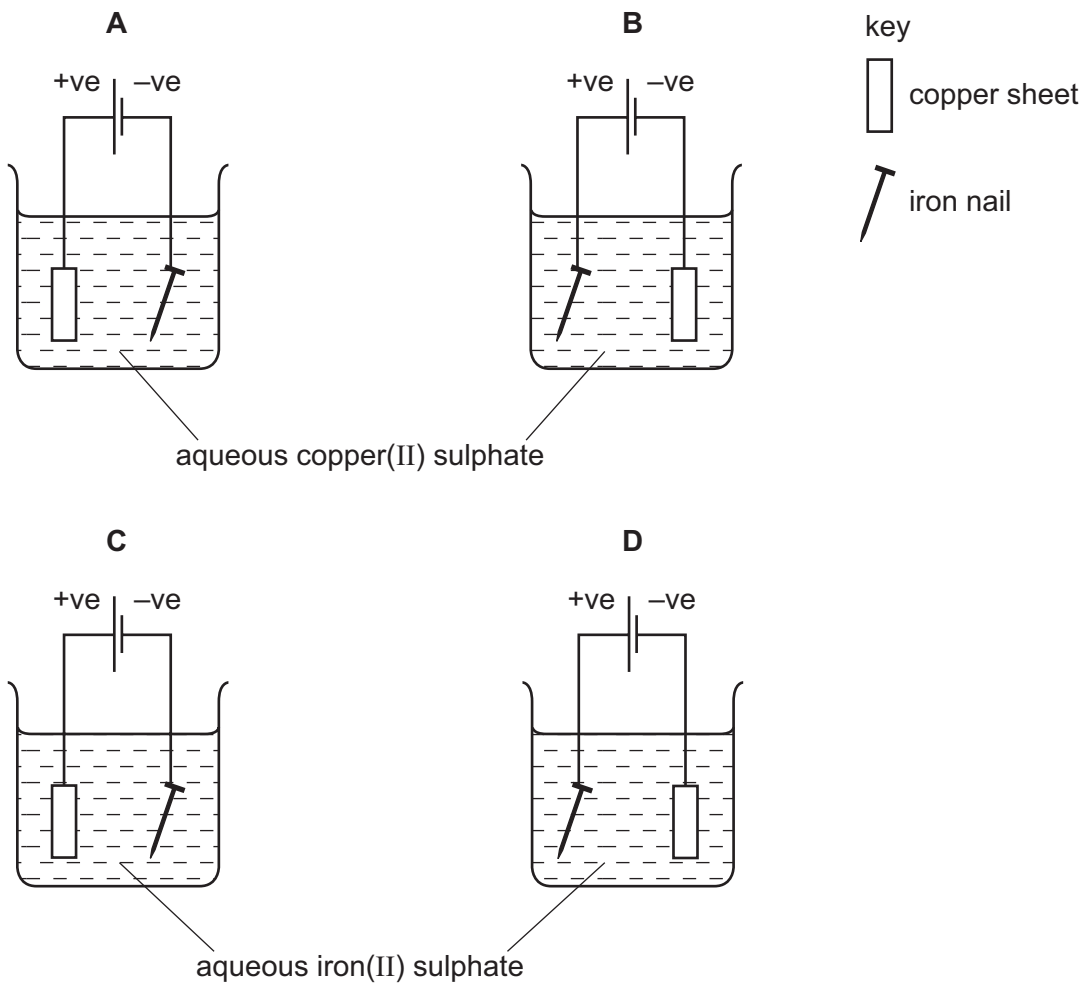 A
B
key
+ve –ve
+ve –ve
copper sheet
iron nail
aqueous copper(II) sulphate
C
D
+ve –ve
+ve –ve
aqueous iron(II) sulphate